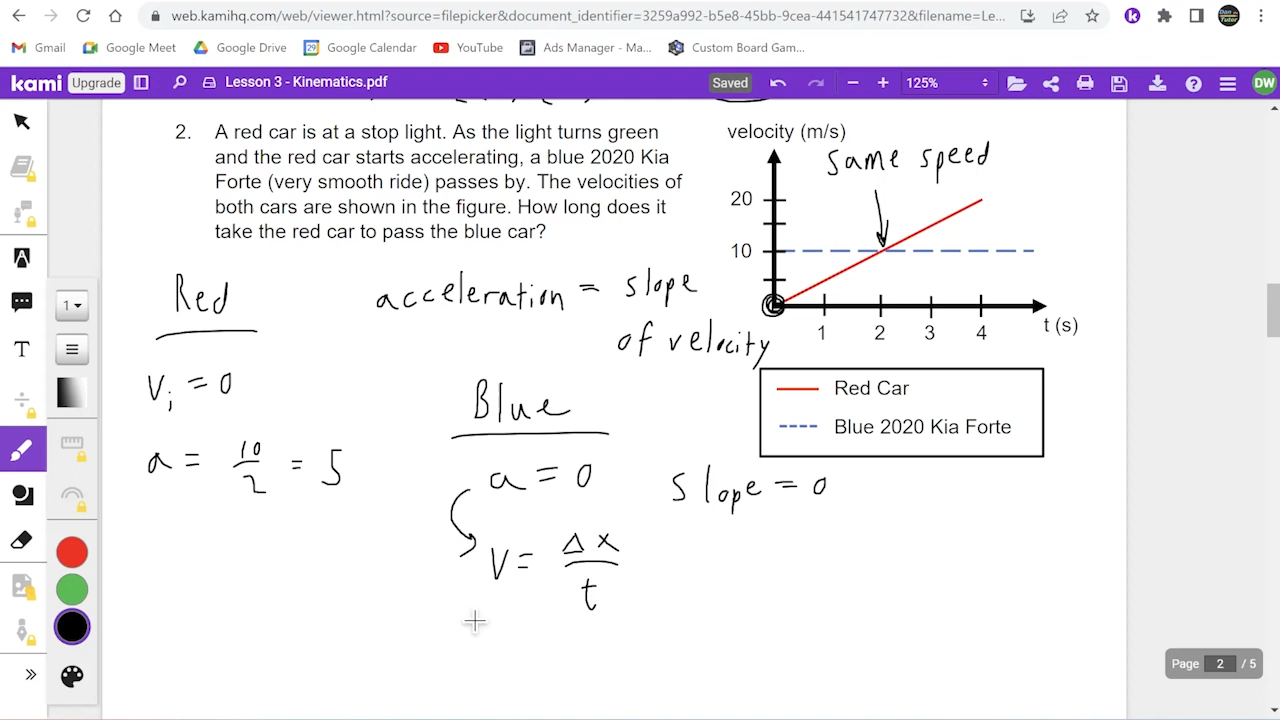 web.kamihq.com/web/viewer.html?source=filepicker&document_identifier=3259a992-b5e8-45bb-92ea-441541747732&filename=Le...
Gmail
Google Meet
Google Drive
Google Calendar
YouTube
Ads Manager - Ma...
Custom Board Gam...
kami
Upgrade
Lesson 3 - Kinematics.pdf
Saved
125%
DW
2. A red car is at a stop light. As the light turns green
and the red car starts accelerating, a blue 2020 Kia
Forte (very smooth ride) passes by. The velocities of
both cars are shown in the figure. How long does it
take the red car to pass the blue car?
velocity (m/s)
same speed
20
10
1 2 3 4
t (s)
Red Car
Blue 2020 Kia Forte
Red
vi = 0
a = 10/2 = 5
acceleration = slope
of velocity
Blue
a = 0
slope = 0
V = Δx/t
1
T
Page 2 / 5